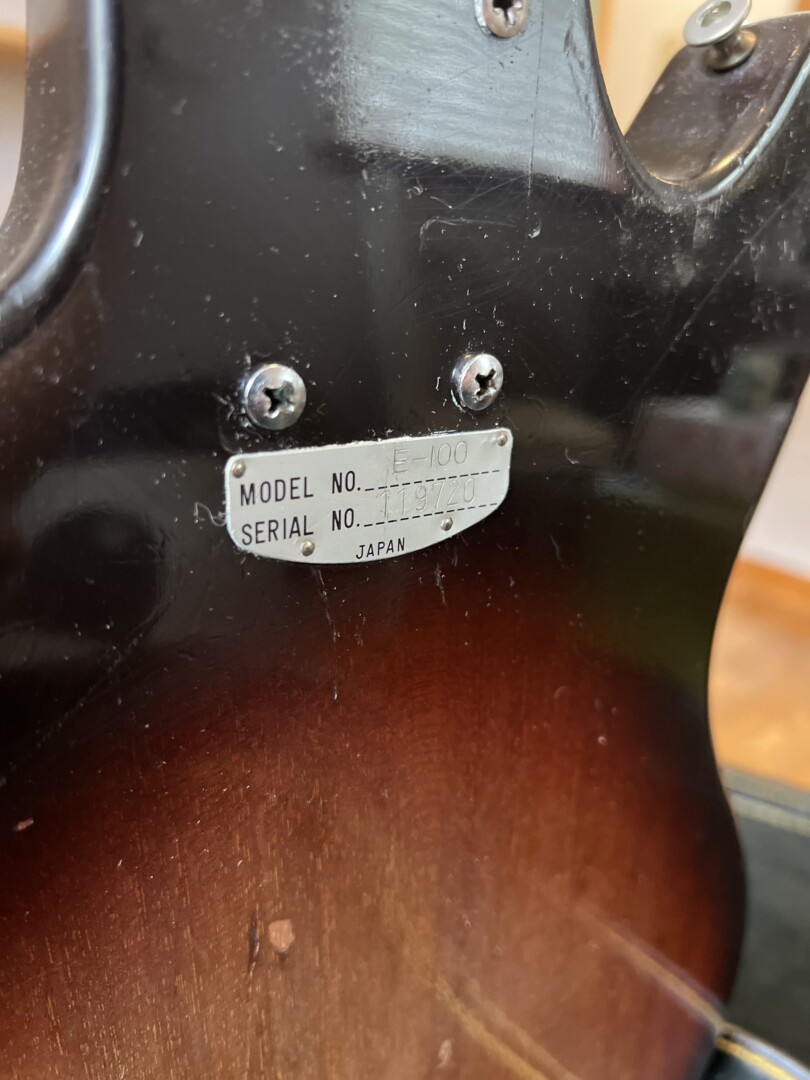 MODEL NO. E-100
SERIAL NO. 119720
JAPAN